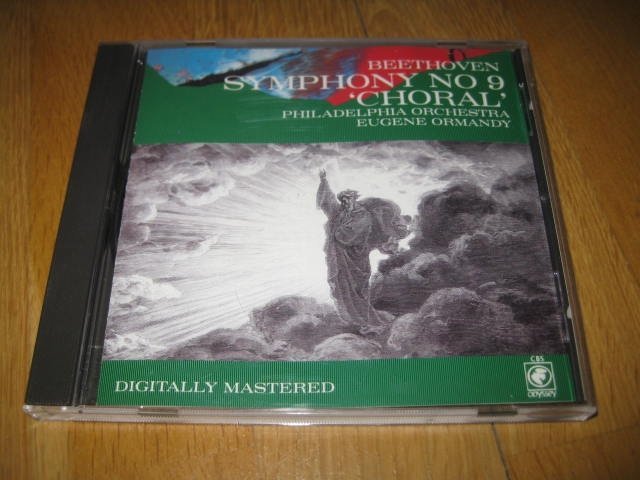 BEETHOVEN
SYMPHONY NO 9
'CHORAL'
PHILADELPHIA ORCHESTRA
EUGENE ORMANDY
DIGITALLY MASTERED
CBS
ODYSSEY